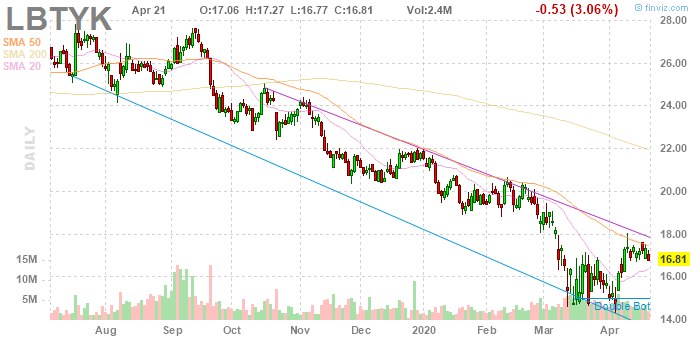 LBTYK Apr 21 O:17.06 H:17.27 L:16.77 C:16.81 Vol:2.4M -0.53 (3.06%) © finviz.com
SMA 50
SMA 200
SMA 20
DAILY
28.00
26.00
24.00
22.00
20.00
18.00
16.81
16.00
14.00
15M
10M
5M
Double Bot
Aug Sep Oct Nov Dec 2020 Feb Mar Apr